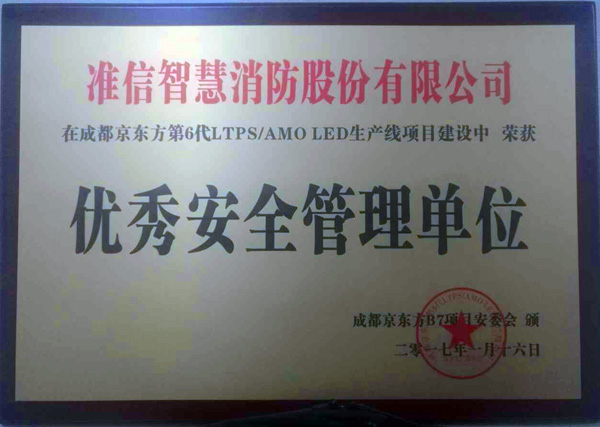 准信智慧消防股份有限公司
在成都京东方第6代LTPS/AMO LED生产线项目建设中 荣获
优秀安全管理单位
成都京东方B7项目安委会 颁
二零一七年一月十六日